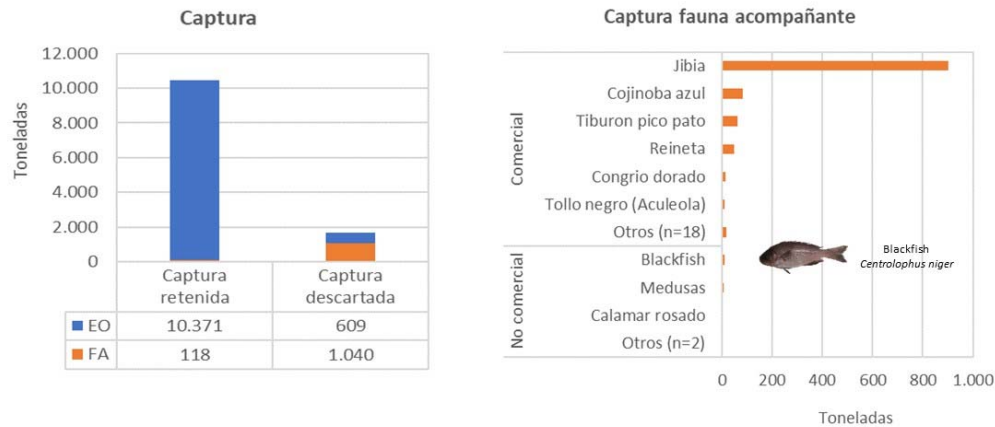 Captura
Toneladas
12.000
10.000
8.000
6.000
4.000
2.000
0
Captura retenida
Captura descartada
EO 10.371 609
FA 118 1.040
Captura fauna acompañante
Comercial
Jibia
Cojinoba azul
Tiburon pico pato
Reineta
Congrio dorado
Tollo negro (Aculeola)
Otros (n=18)
No comercial
Blackfish
Medusas
Calamar rosado
Otros (n=2)
Blackfish
Centrolophus niger
0 200 400 600 800 1.000
Toneladas